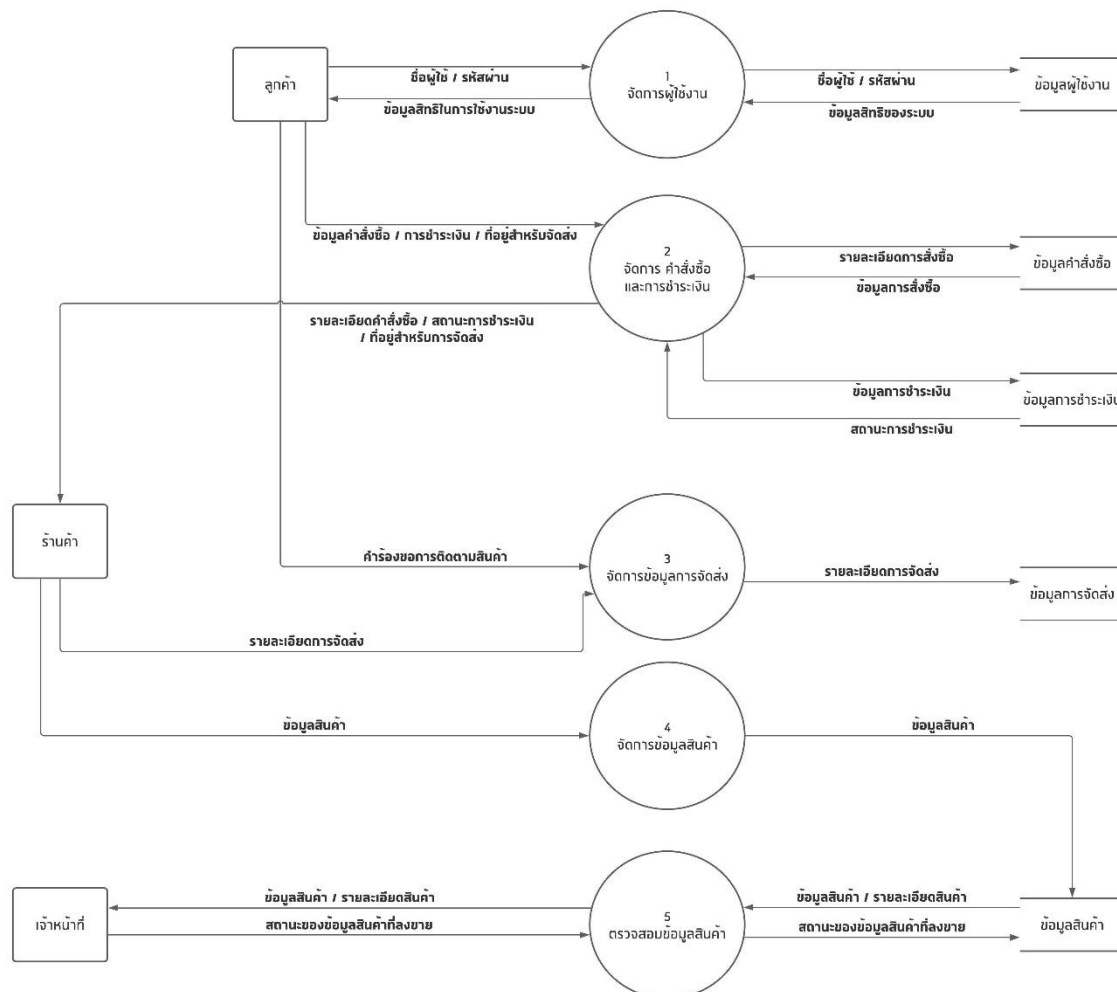 ลูกค้า
ชื่อผู้ใช้ / รหัสผ่าน
ข้อมูลสิทธิในการใช้งานระบบ
1
จัดการผู้ใช้งาน
ชื่อผู้ใช้ / รหัสผ่าน
ข้อมูลสิทธิของระบบ
ข้อมูลผู้ใช้งาน
ข้อมูลคำสั่งซื้อ / การชำระเงิน / ที่อยู่สำหรับจัดส่ง
2
จัดการ คำสั่งซื้อ
และการชำระเงิน
รายละเอียดการสั่งซื้อ
ข้อมูลการสั่งซื้อ
ข้อมูลคำสั่งซื้อ
รายละเอียดคำสั่งซื้อ / สถานะการชำระเงิน
/ ที่อยู่สำหรับการจัดส่ง
ข้อมูลการชำระเงิน
สถานะการชำระเงิน
ข้อมูลการชำระเงิน
ร้านค้า
คำร้องขอการติดตามสินค้า
3
จัดการข้อมูลการจัดส่ง
รายละเอียดการจัดส่ง
ข้อมูลการจัดส่ง
รายละเอียดการจัดส่ง
ข้อมูลสินค้า
4
จัดการข้อมูลสินค้า
ข้อมูลสินค้า
เจ้าหน้าที่
ข้อมูลสินค้า / รายละเอียดสินค้า
สถานะของข้อมูลสินค้าที่ลงขาย
5
ตรวจสอบข้อมูลสินค้า
ข้อมูลสินค้า / รายละเอียดสินค้า
สถานะของข้อมูลสินค้าที่ลงขาย
ข้อมูลสินค้า